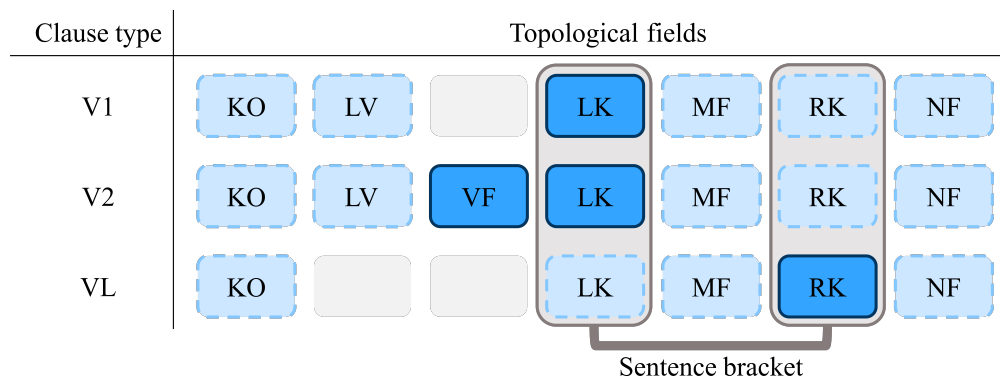 Clause type Topological fields
V1 KO LV LK MF RK NF
V2 KO LV VF LK MF RK NF
VL KO LK MF RK NF
Sentence bracket